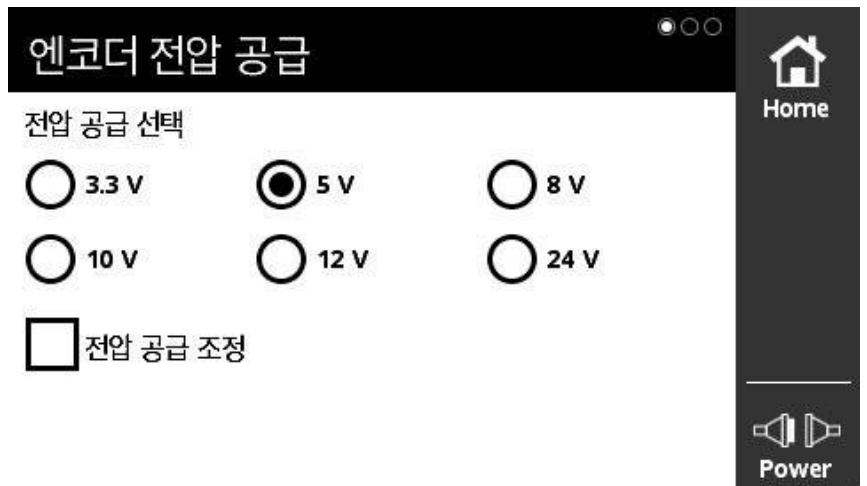 엔코더 전압 공급
Home
전압 공급 선택
3.3 V
5 V
8 V
10 V
12 V
24 V
전압 공급 조정
Power